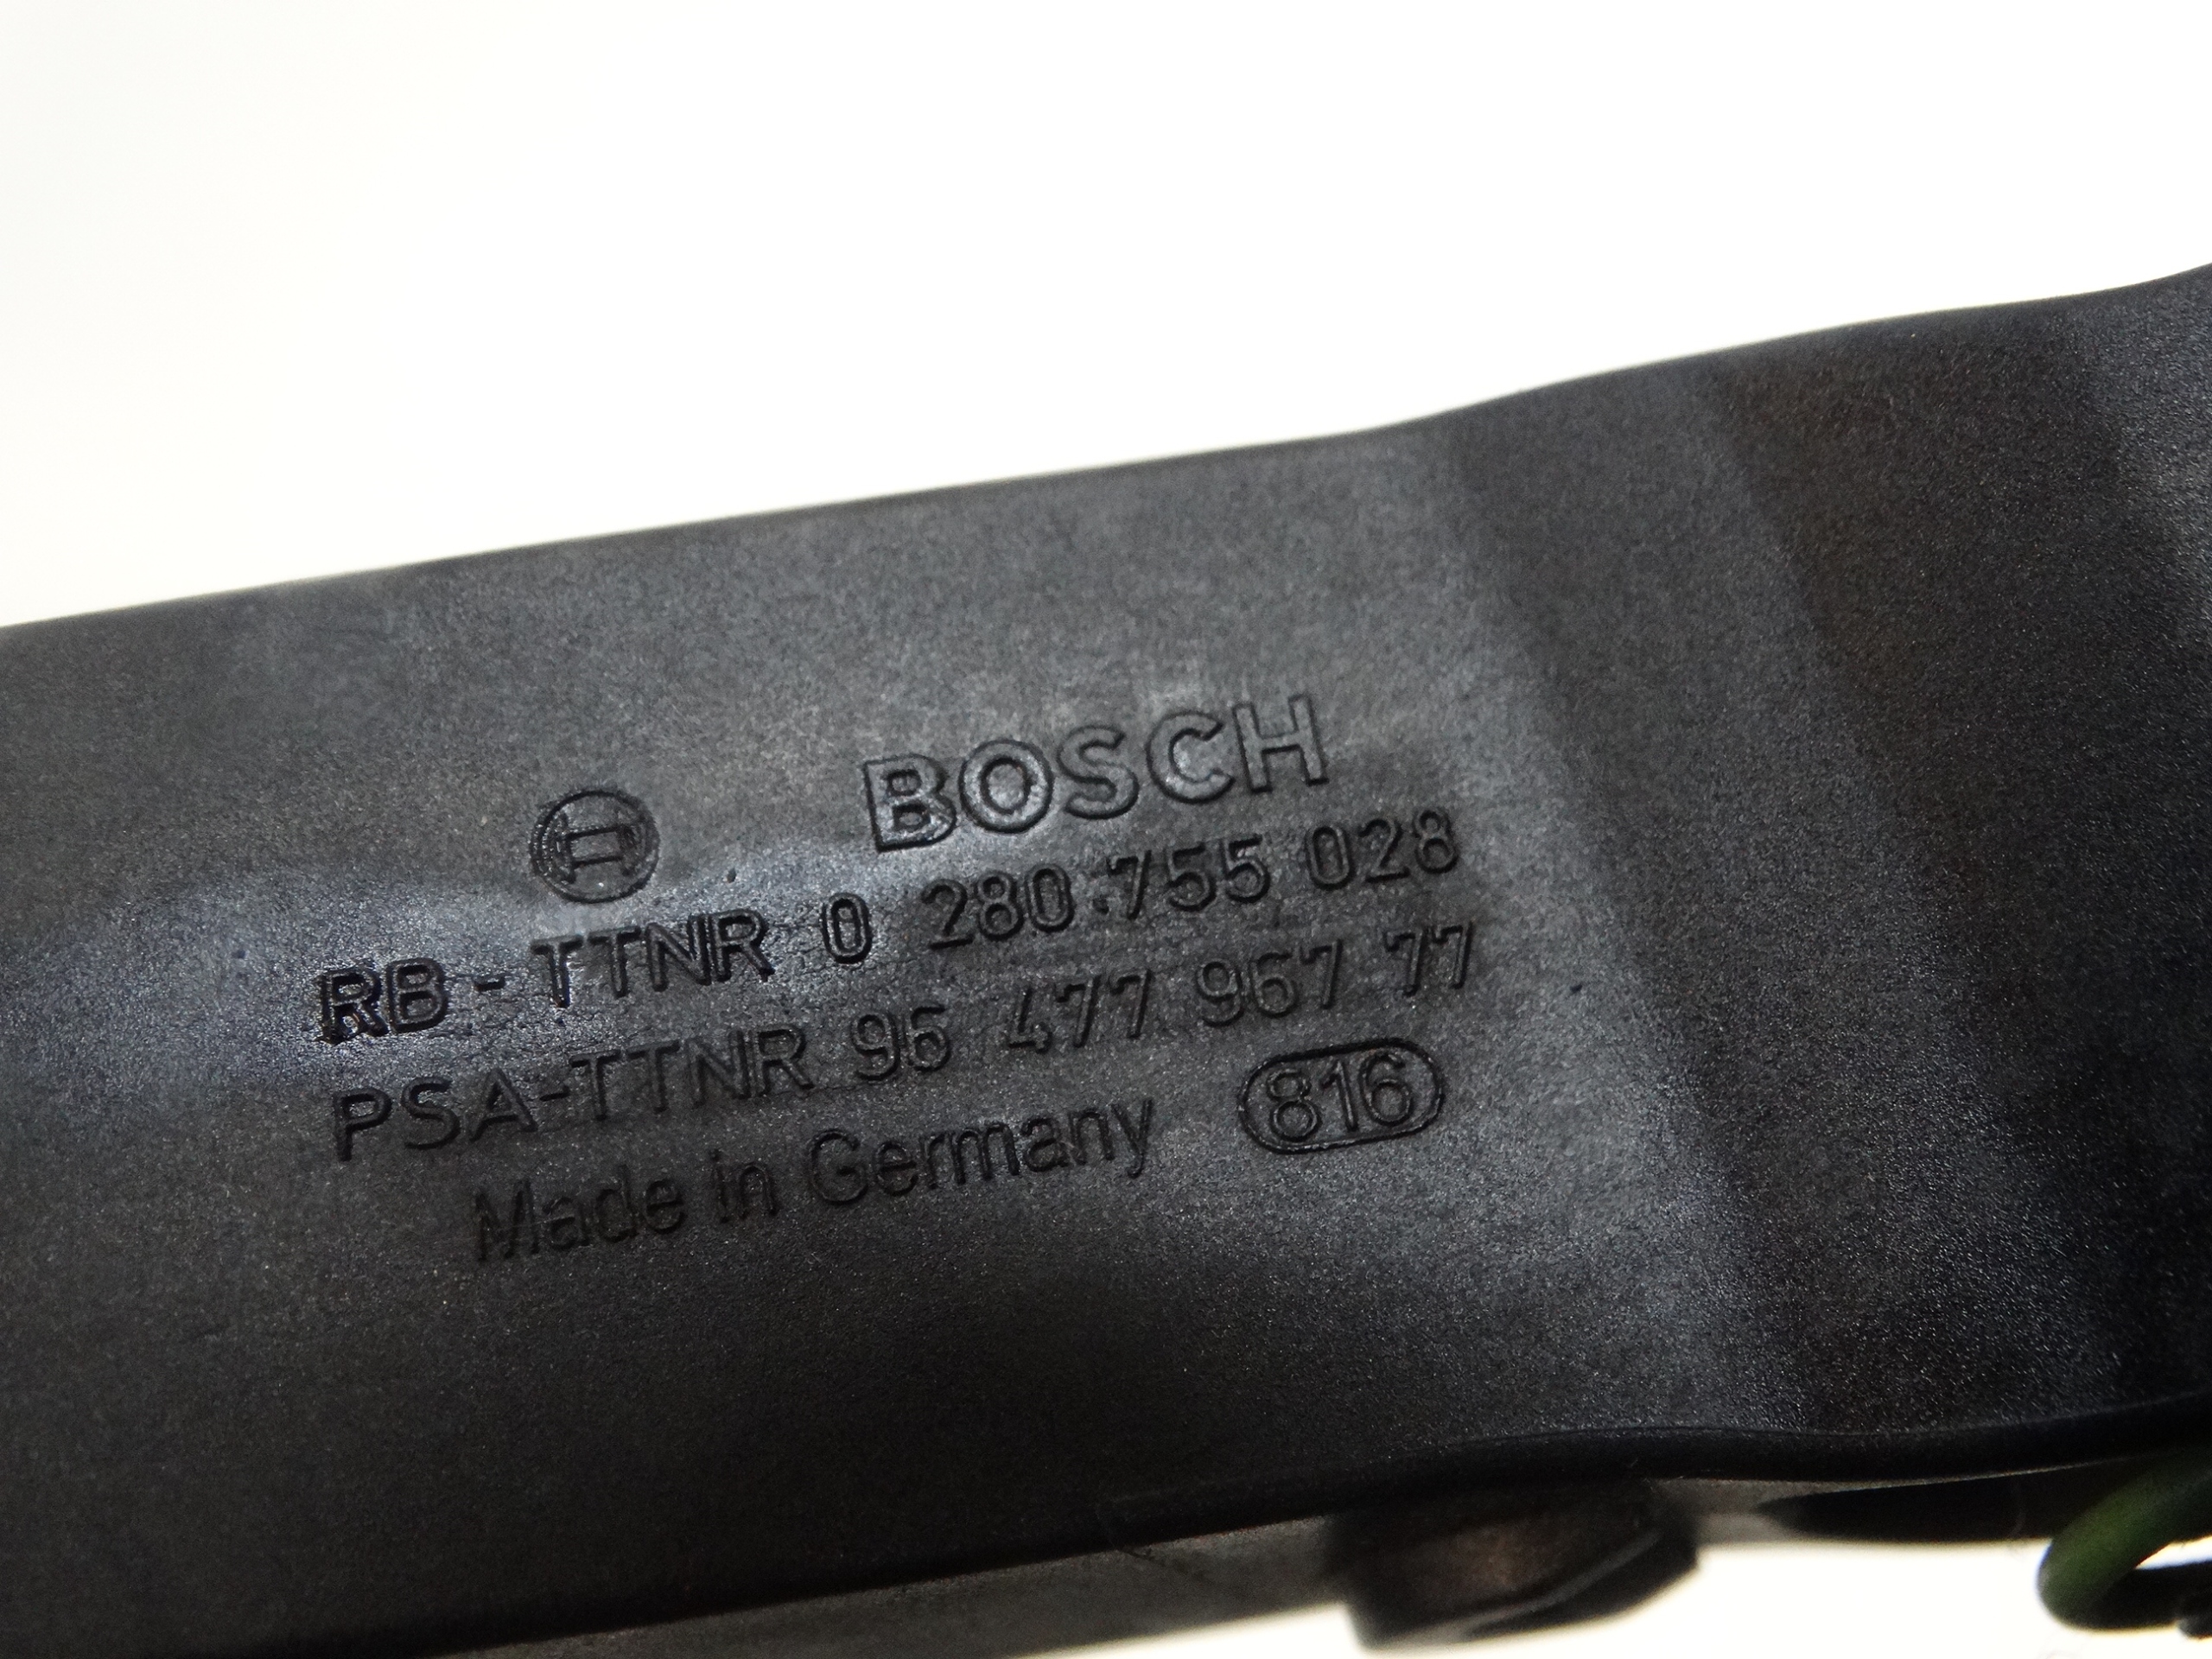 BOSCH
RB-TTNR 0 280 755 028
PSA-TTNR 96 477 967 77
Made in Germany 816